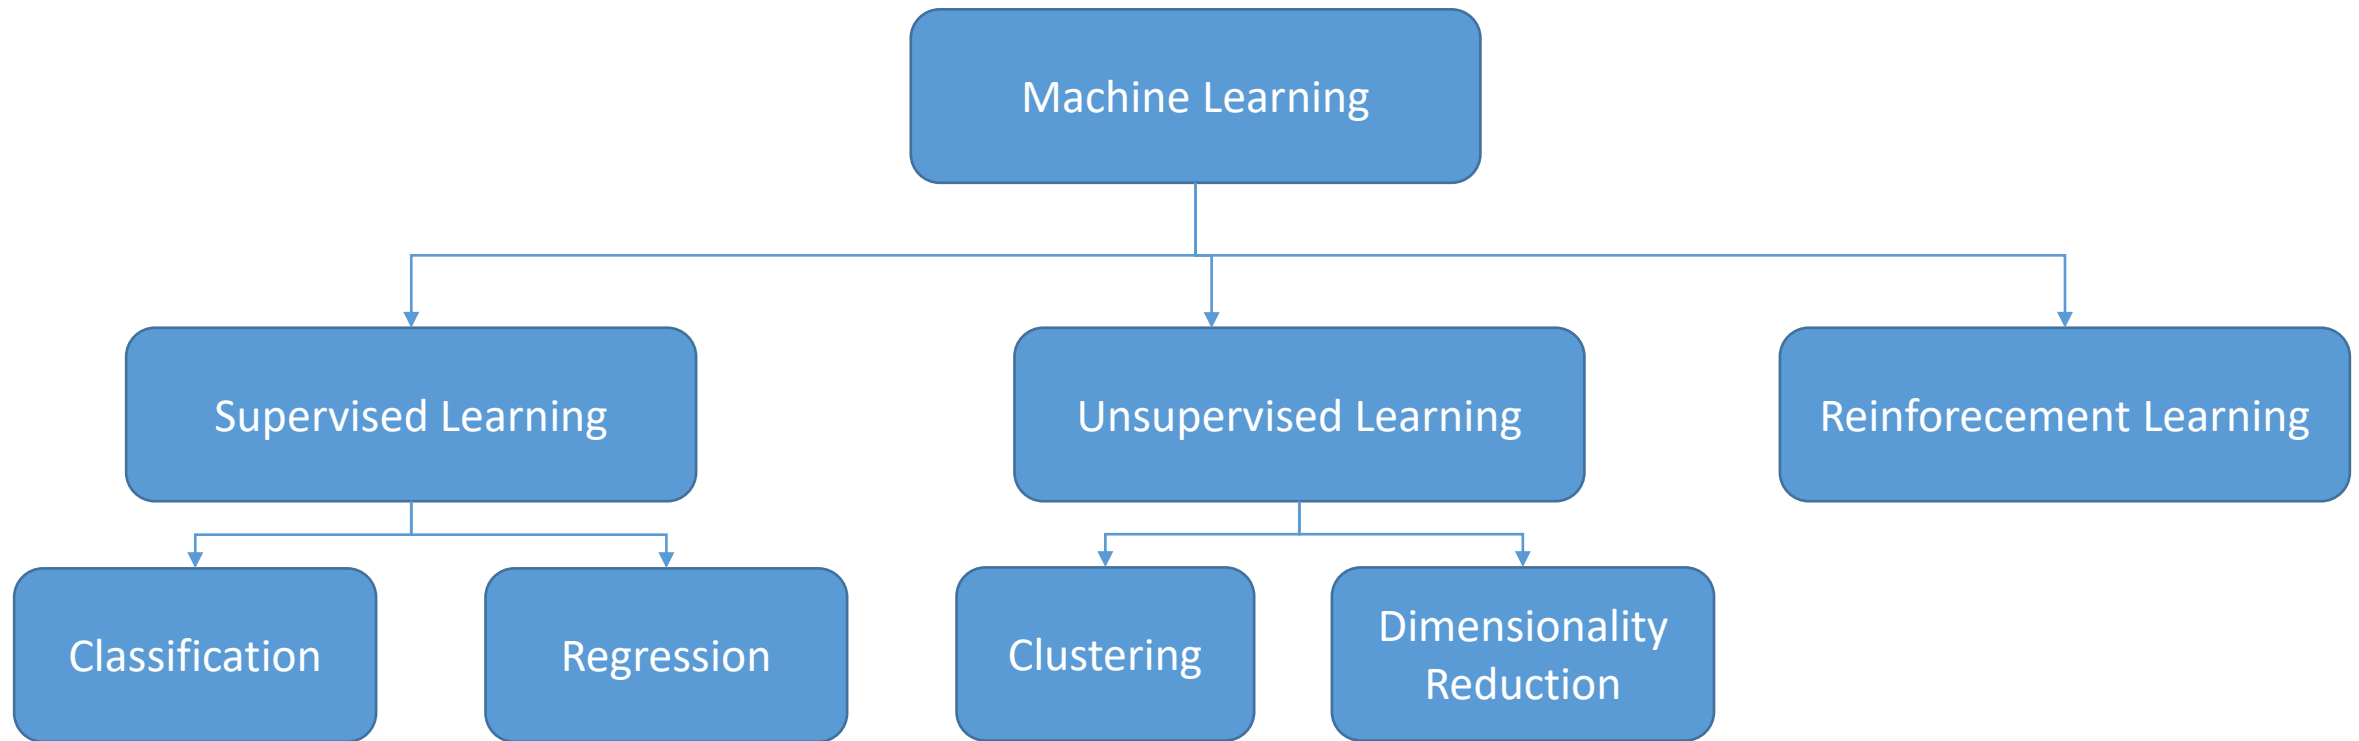 Machine Learning
Supervised Learning
Unsupervised Learning
Reinforecement Learning
Classification
Regression
Clustering
Dimensionality
Reduction